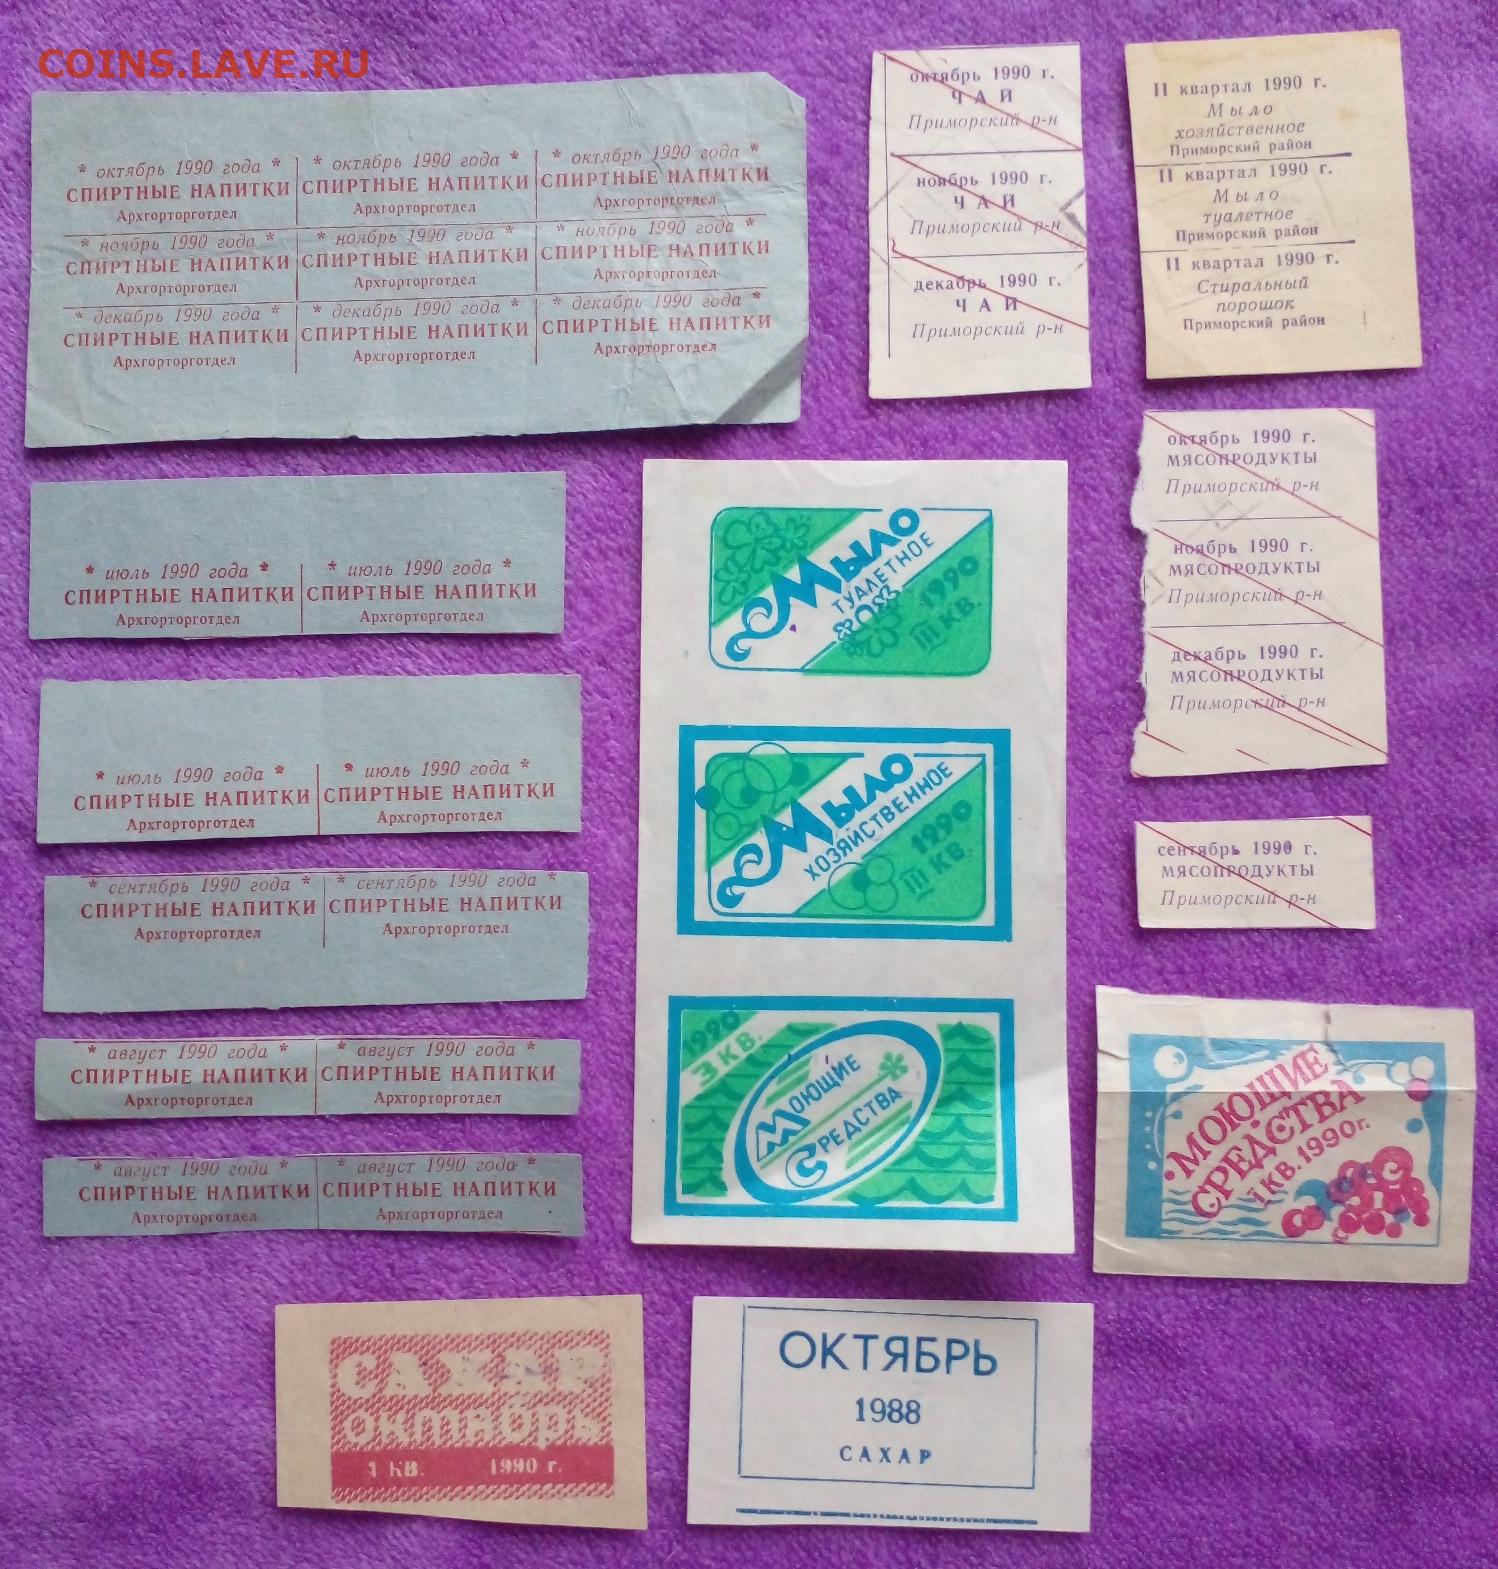 COINS.LAVE.RU
* октябрь 1990 года * * октябрь 1990 года * * октябрь 1990 года *
СПИРТНЫЕ НАПИТКИ СПИРТНЫЕ НАПИТКИ СПИРТНЫЕ НАПИТКИ
Архгорторготдел Архгорторготдел Архгорторготдел
* ноябрь 1990 года * * ноябрь 1990 года * * ноябрь 1990 года *
СПИРТНЫЕ НАПИТКИ СПИРТНЫЕ НАПИТКИ СПИРТНЫЕ НАПИТКИ
Архгорторготдел Архгорторготдел Архгорторготдел
* декабрь 1990 года * * декабрь 1990 года * * декабрь 1990 года *
СПИРТНЫЕ НАПИТКИ СПИРТНЫЕ НАПИТКИ СПИРТНЫЕ НАПИТКИ
Архгорторготдел Архгорторготдел Архгорторготдел
октябрь 1990 г.
ЧАЙ
Приморский р-н
ноябрь 1990 г.
ЧАЙ
Приморский р-н
декабрь 1990 г.
ЧАЙ
Приморский р-н
II квартал 1990 г.
Мыло
хозяйственное
Приморский район
II квартал 1990 г.
Мыло
туалетное
Приморский район
II квартал 1990 г.
Стиральный
порошок
Приморский район
* июль 1990 года * * июль 1990 года *
СПИРТНЫЕ НАПИТКИ СПИРТНЫЕ НАПИТКИ
Архгорторготдел Архгорторготдел
* июль 1990 года * * июль 1990 года *
СПИРТНЫЕ НАПИТКИ СПИРТНЫЕ НАПИТКИ
Архгорторготдел Архгорторготдел
* сентябрь 1990 года * * сентябрь 1990 года *
СПИРТНЫЕ НАПИТКИ СПИРТНЫЕ НАПИТКИ
Архгорторготдел Архгорторготдел
* август 1990 года * * август 1990 года *
СПИРТНЫЕ НАПИТКИ СПИРТНЫЕ НАПИТКИ
Архгорторготдел Архгорторготдел
* август 1990 года * * август 1990 года *
СПИРТНЫЕ НАПИТКИ СПИРТНЫЕ НАПИТКИ
Архгорторготдел Архгорторготдел
МЫЛО
ТУАЛЕТНОЕ
1990
III КВ.
МЫЛО
ХОЗЯЙСТВЕННОЕ
1990
III КВ.
1990
3 КВ.
МОЮЩИЕ
СРЕДСТВА
октябрь 1990 г.
МЯСОПРОДУКТЫ
Приморский р-н
ноябрь 1990 г.
МЯСОПРОДУКТЫ
Приморский р-н
декабрь 1990 г.
МЯСОПРОДУКТЫ
Приморский р-н
сентябрь 1990 г.
МЯСОПРОДУКТЫ
Приморский р-н
МОЮЩИЕ
СРЕДСТВА
I КВ. 1990г.
САХАР
октябрь
4 КВ. 1990 г.
ОКТЯБРЬ
1988
САХАР